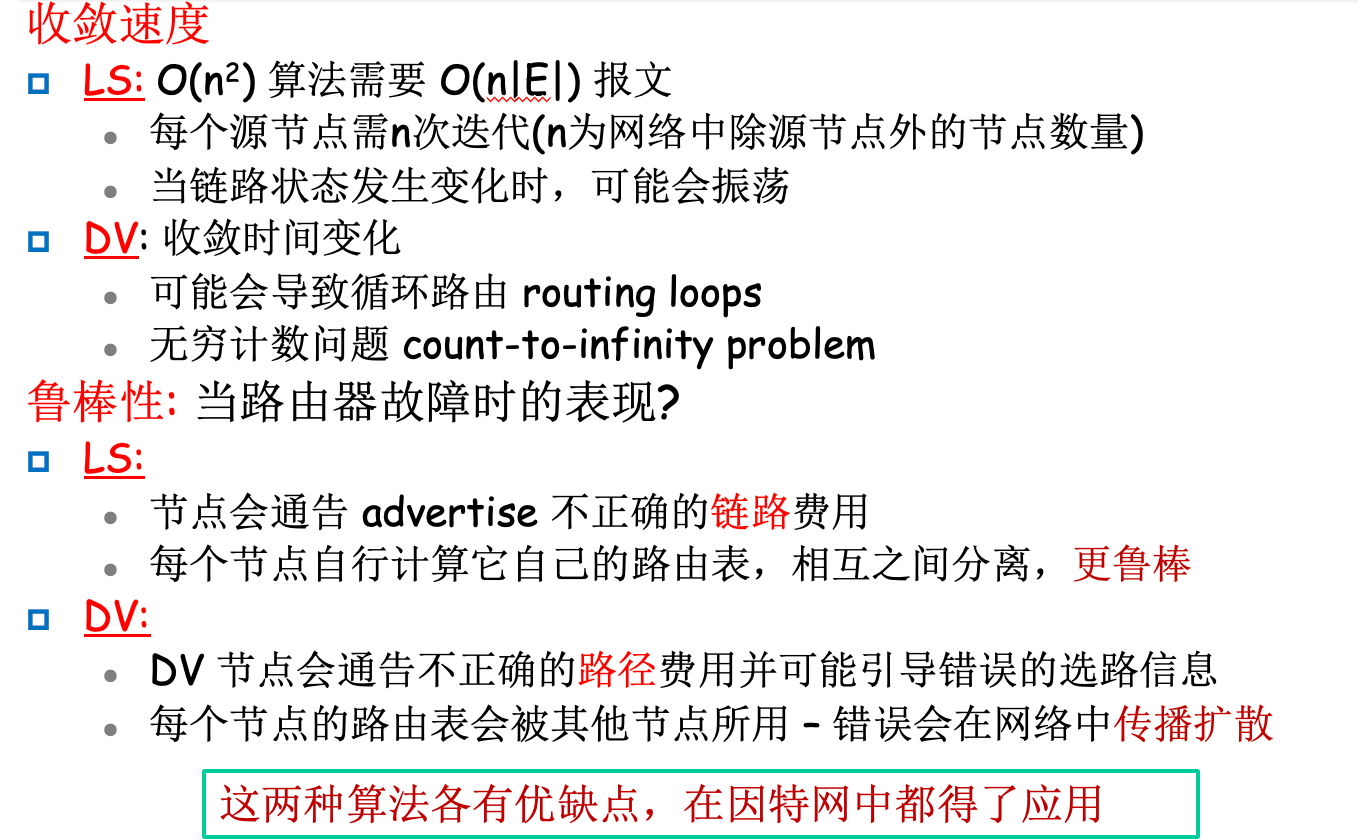 收敛速度
LS: O(n²) 算法需要 O(n|E|) 报文
每个源节点需n次迭代(n为网络中除源节点外的节点数量)
当链路状态发生变化时，可能会振荡
DV: 收敛时间变化
可能会导致循环路由 routing loops
无穷计数问题 count-to-infinity problem
鲁棒性: 当路由器故障时的表现?
LS:
节点会通告 advertise 不正确的链路费用
每个节点自行计算它自己的路由表，相互之间分离，更鲁棒
DV:
DV 节点会通告不正确的路径费用并可能引导错误的选路信息
每个节点的路由表会被其他节点所用 – 错误会在网络中传播扩散
这两种算法各有优缺点，在因特网中都得了应用